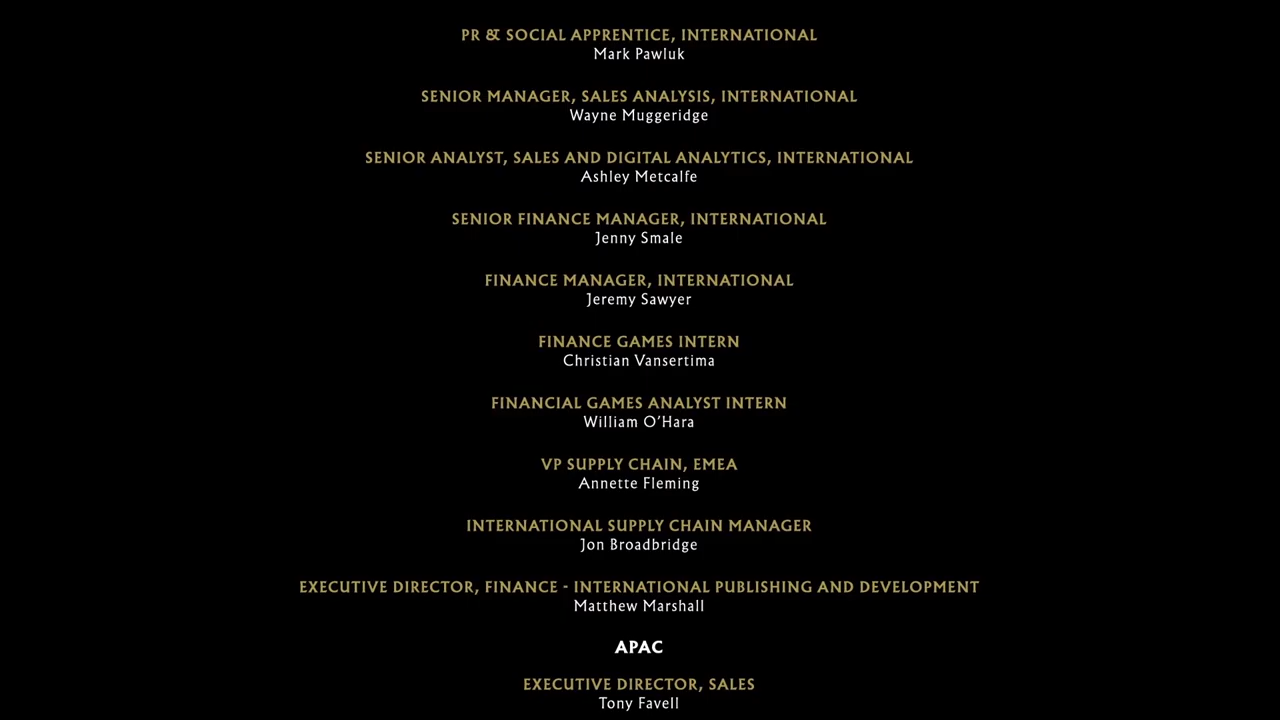 PR & SOCIAL APPRENTICE, INTERNATIONAL
Mark Pawluk
SENIOR MANAGER, SALES ANALYSIS, INTERNATIONAL
Wayne Muggeridge
SENIOR ANALYST, SALES AND DIGITAL ANALYTICS, INTERNATIONAL
Ashley Metcalfe
SENIOR FINANCE MANAGER, INTERNATIONAL
Jenny Smale
FINANCE MANAGER, INTERNATIONAL
Jeremy Sawyer
FINANCE GAMES INTERN
Christian Vansertima
FINANCIAL GAMES ANALYST INTERN
William O’Hara
VP SUPPLY CHAIN, EMEA
Annette Fleming
INTERNATIONAL SUPPLY CHAIN MANAGER
Jon Broadbridge
EXECUTIVE DIRECTOR, FINANCE - INTERNATIONAL PUBLISHING AND DEVELOPMENT
Matthew Marshall
APAC
EXECUTIVE DIRECTOR, SALES
Tony Favell